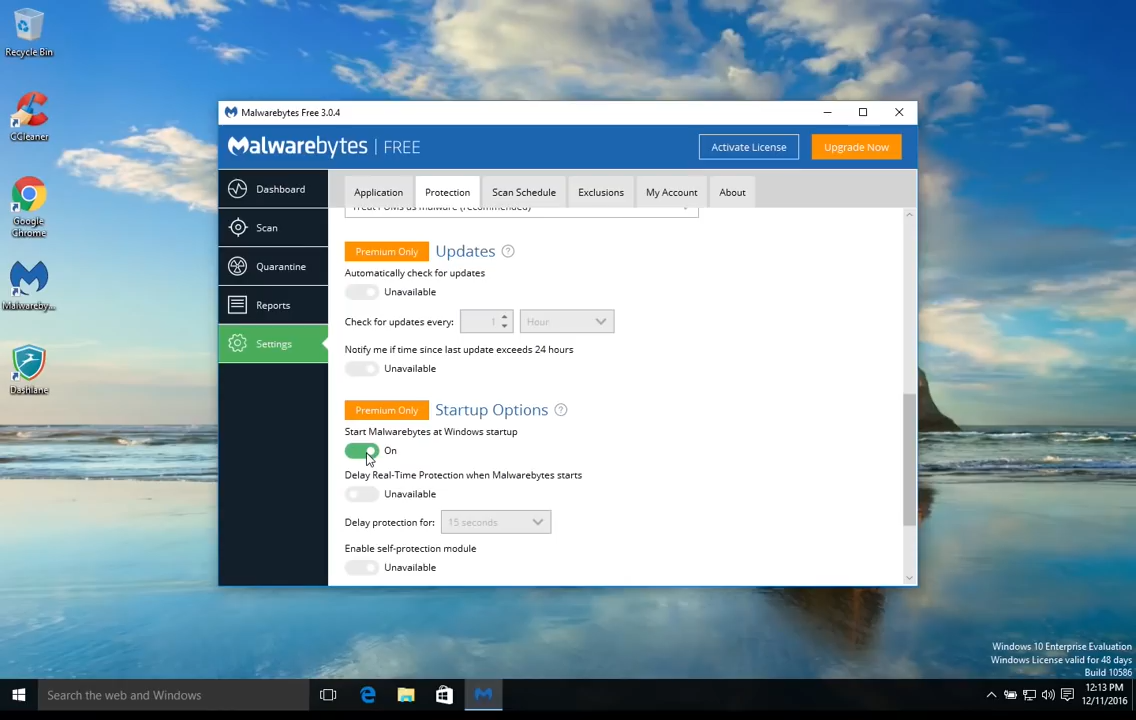 Recycle Bin
CCleaner
Google
Chrome
Malwareby...
Dashlane
Malwarebytes Free 3.0.4
Malwarebytes | FREE
Activate License
Upgrade Now
Dashboard
Scan
Quarantine
Reports
Settings
Application
Protection
Scan Schedule
Exclusions
My Account
About
Treat PUMs as malware (recommended)
Premium Only
Updates
?
Automatically check for updates
Unavailable
Check for updates every:
1
Hour
Notify me if time since last update exceeds 24 hours
Unavailable
Premium Only
Startup Options
?
Start Malwarebytes at Windows startup
On
Delay Real-Time Protection when Malwarebytes starts
Unavailable
Delay protection for:
15 seconds
Enable self-protection module
Unavailable
Windows 10 Enterprise Evaluation
Windows License valid for 48 days
Build 10586
Search the web and Windows
12:13 PM
12/11/2016